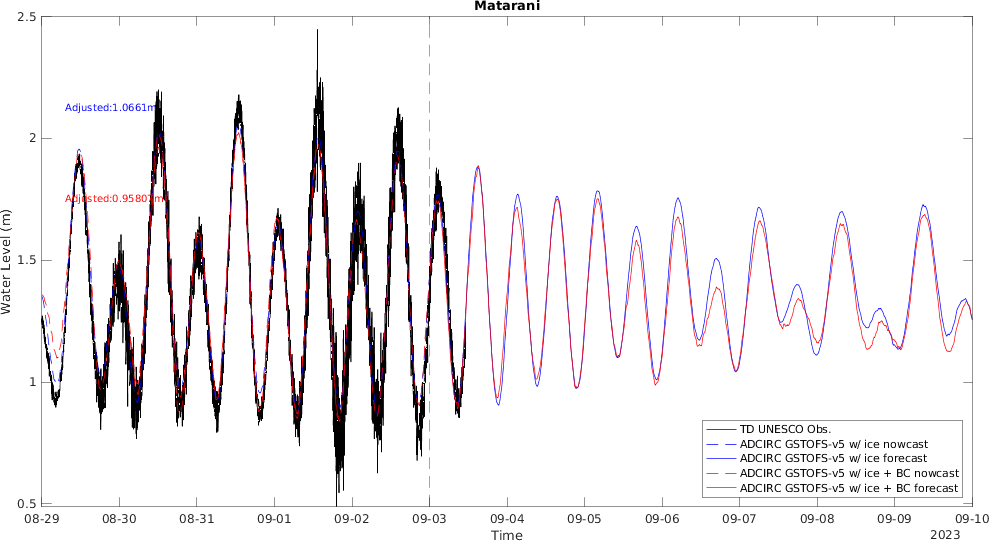 Matarani
2.5
2
1.5
1
0.5
Water Level (m)
Adjusted:1.0661m
Adjusted:0.9580
TD UNESCO Obs.
ADCIRC GSTOFS-v5 w/ ice nowcast
ADCIRC GSTOFS-v5 w/ ice forecast
ADCIRC GSTOFS-v5 w/ ice + BC nowcast
ADCIRC GSTOFS-v5 w/ ice + BC forecast
08-29 08-30 08-31 09-01 09-02 09-03 09-04 09-05 09-06 09-07 09-08 09-09 09-10
Time
2023